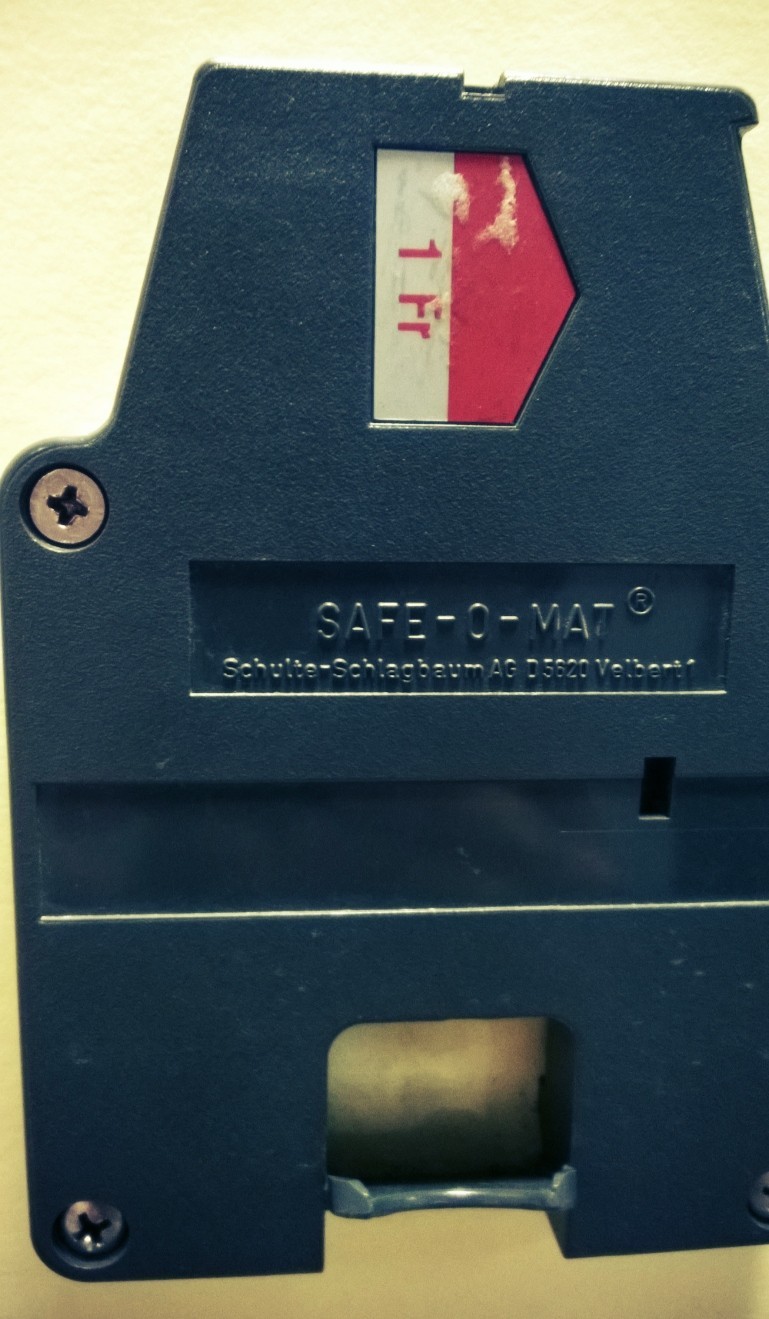 1 Fr
SAFE-O-MAT ®
Schulte-Schlagbaum AG D 5620 Velbert 1